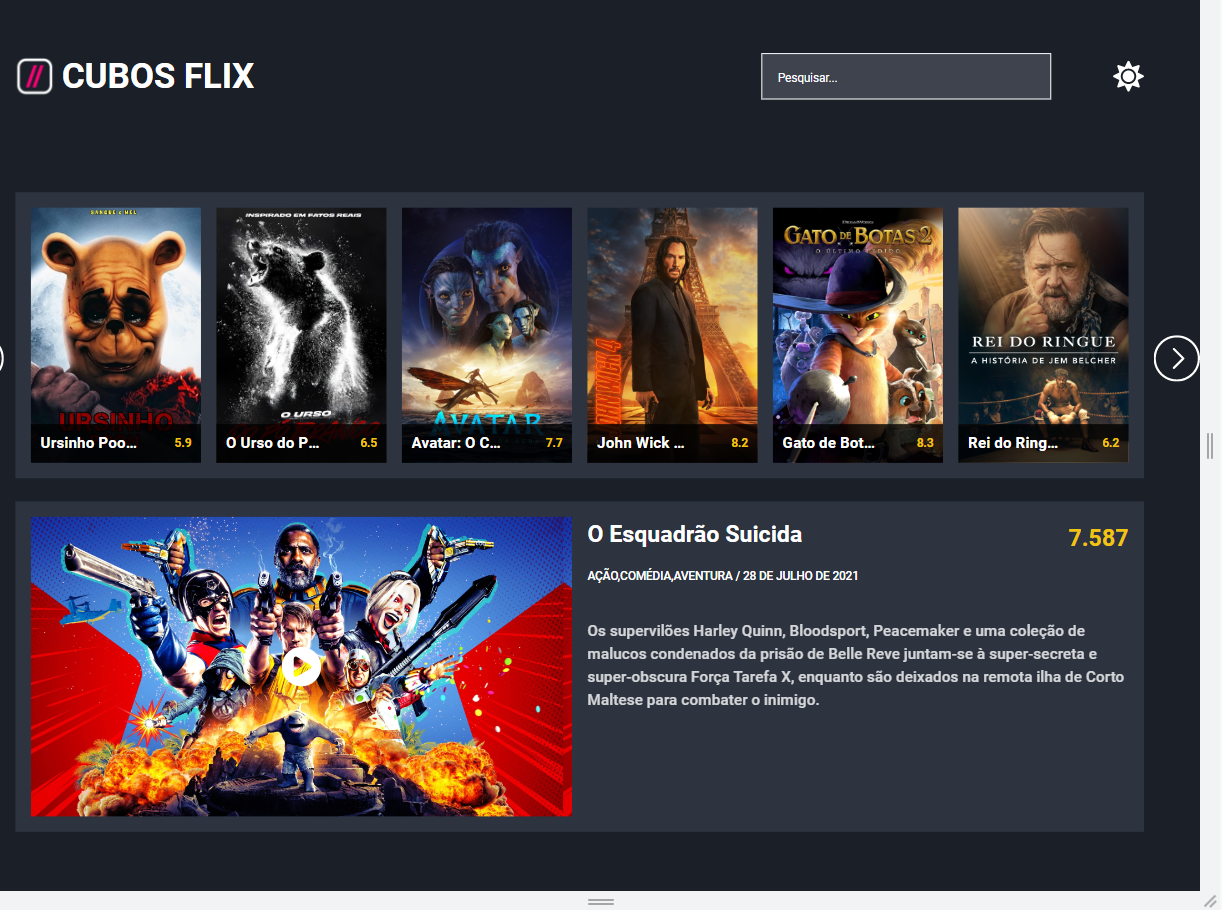 CUBOS FLIX
Pesquisar...
SANGUE E MEL
URSINHO
Ursinho Poo... 5.9
INSPIRADO EM FATOS REAIS
O URSO
O Urso do P... 6.5
AVATAR
Avatar: O C... 7.7
JOHN WICK 4
John Wick ... 8.2
DREAMWORKS
GATO DE BOTAS 2
O ÚLTIMO PEDIDO
Gato de Bot... 8.3
REI DO RINGUE
A HISTÓRIA DE JEM BELCHER
Rei do Ring... 6.2
O Esquadrão Suicida 7.587
AÇÃO,COMÉDIA,AVENTURA / 28 DE JULHO DE 2021
Os supervilões Harley Quinn, Bloodsport, Peacemaker e uma coleção de
malucos condenados da prisão de Belle Reve juntam-se à super-secreta e
super-obscura Força Tarefa X, enquanto são deixados na remota ilha de Corto
Maltese para combater o inimigo.